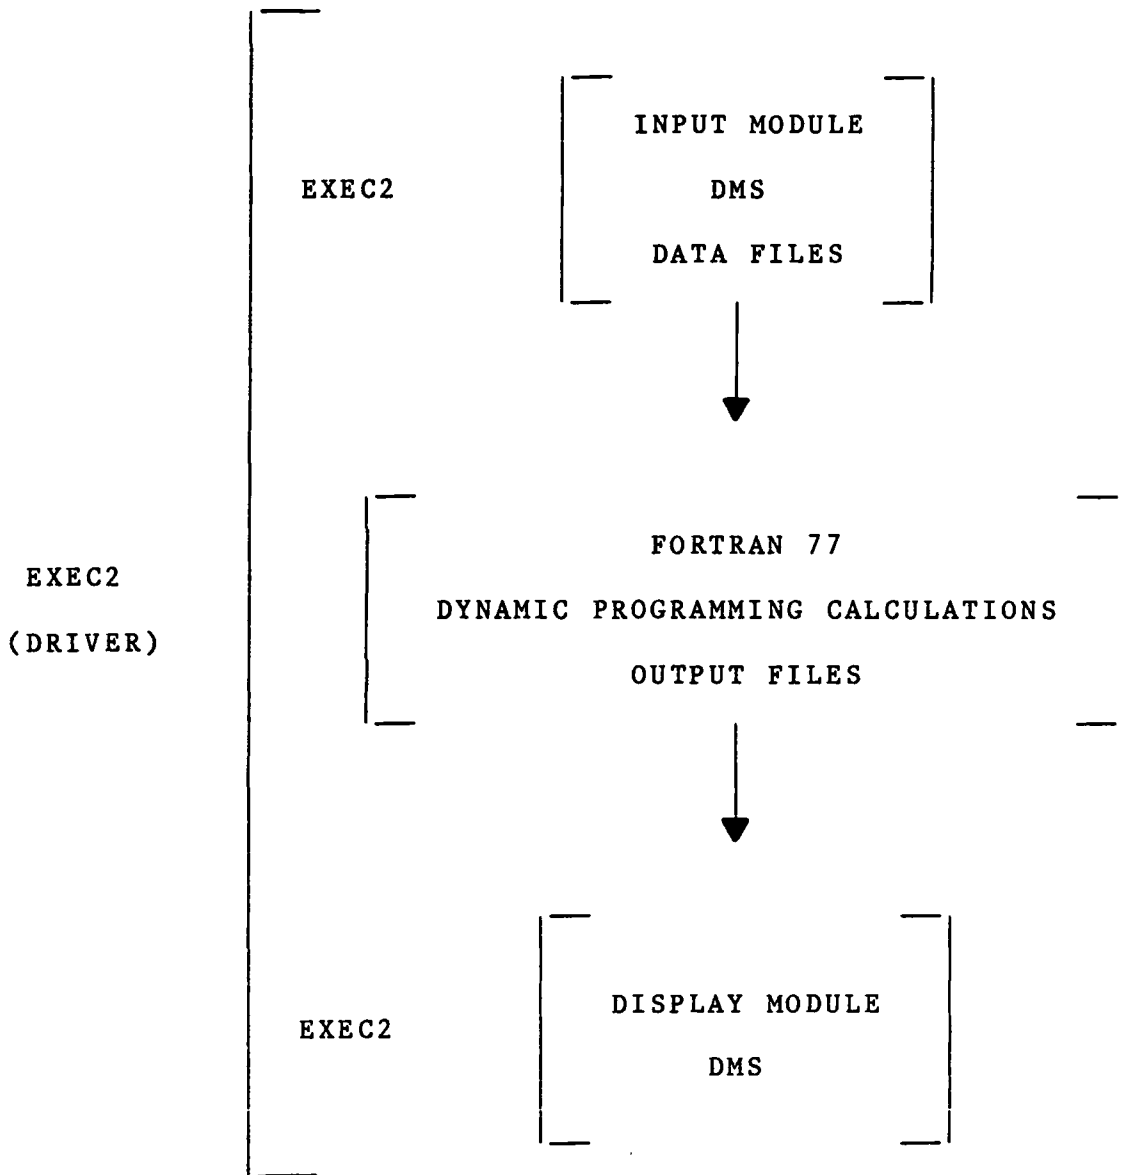 INPUT MODULE
EXEC2
DMS
DATA FILES
FORTRAN 77
EXEC2
DYNAMIC PROGRAMMING CALCULATIONS
(DRIVER)
OUTPUT FILES
DISPLAY MODULE
EXEC2
DMS